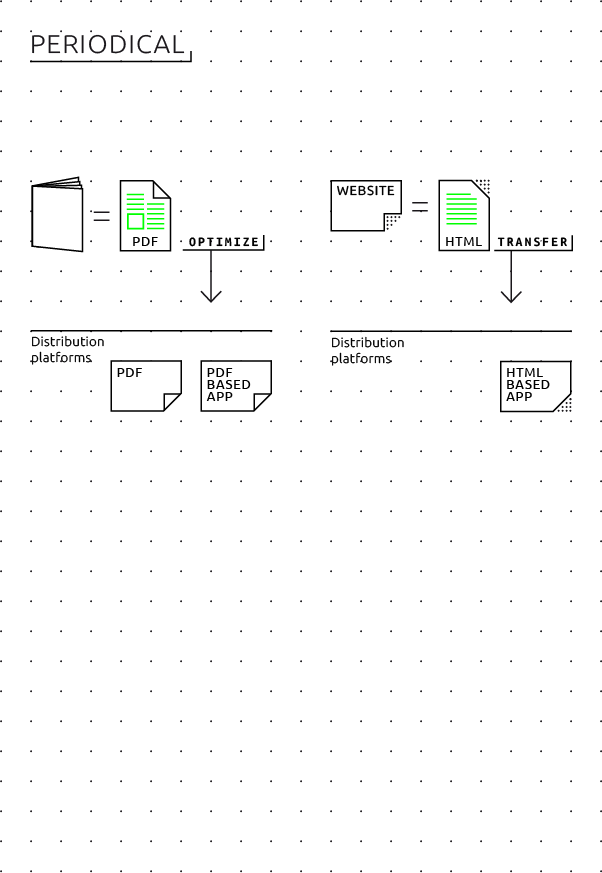 PERIODICAL
PDF
OPTIMIZE
Distribution
platforms
PDF
PDF
BASED
APP
WEBSITE
HTML
TRANSFER
Distribution
platforms
HTML
BASED
APP